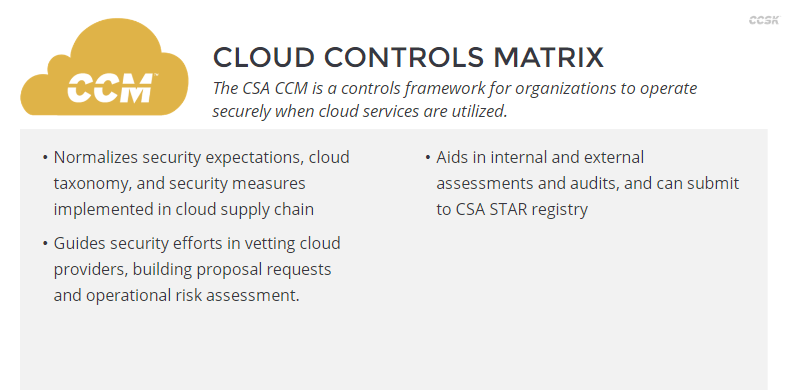 CCSK
CCM™
CLOUD CONTROLS MATRIX
The CSA CCM is a controls framework for organizations to operate
securely when cloud services are utilized.
• Normalizes security expectations, cloud
taxonomy, and security measures
implemented in cloud supply chain
• Guides security efforts in vetting cloud
providers, building proposal requests
and operational risk assessment.
• Aids in internal and external
assessments and audits, and can submit
to CSA STAR registry